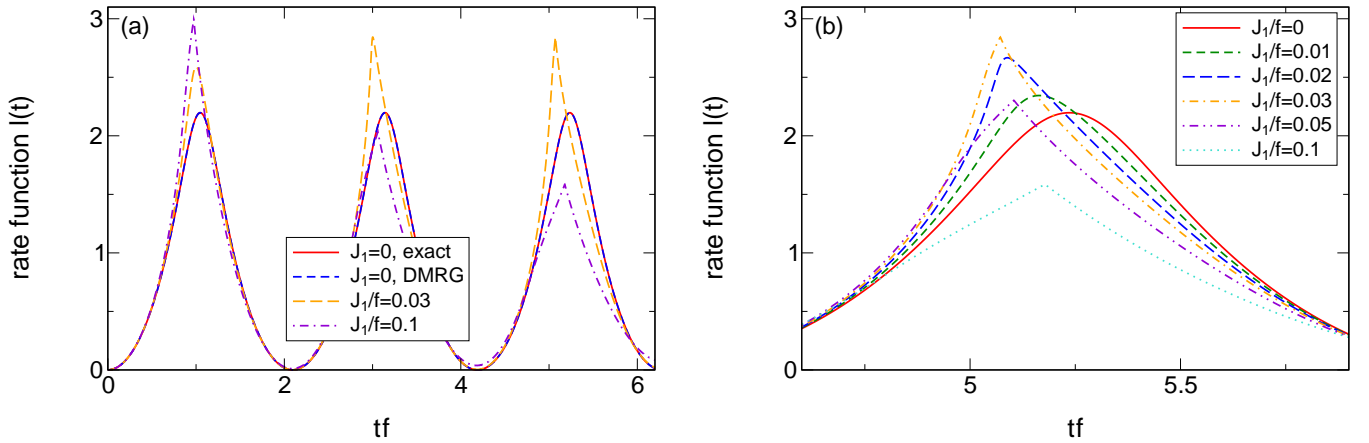 (a)
3
2
1
0
rate function l(t)
J₁=0, exact
J₁=0, DMRG
J₁/f=0.03
J₁/f=0.1
0 2 4 6
tf
(b)
3
2
1
0
rate function l(t)
J₁/f=0
J₁/f=0.01
J₁/f=0.02
J₁/f=0.03
J₁/f=0.05
J₁/f=0.1
5 5.5
tf